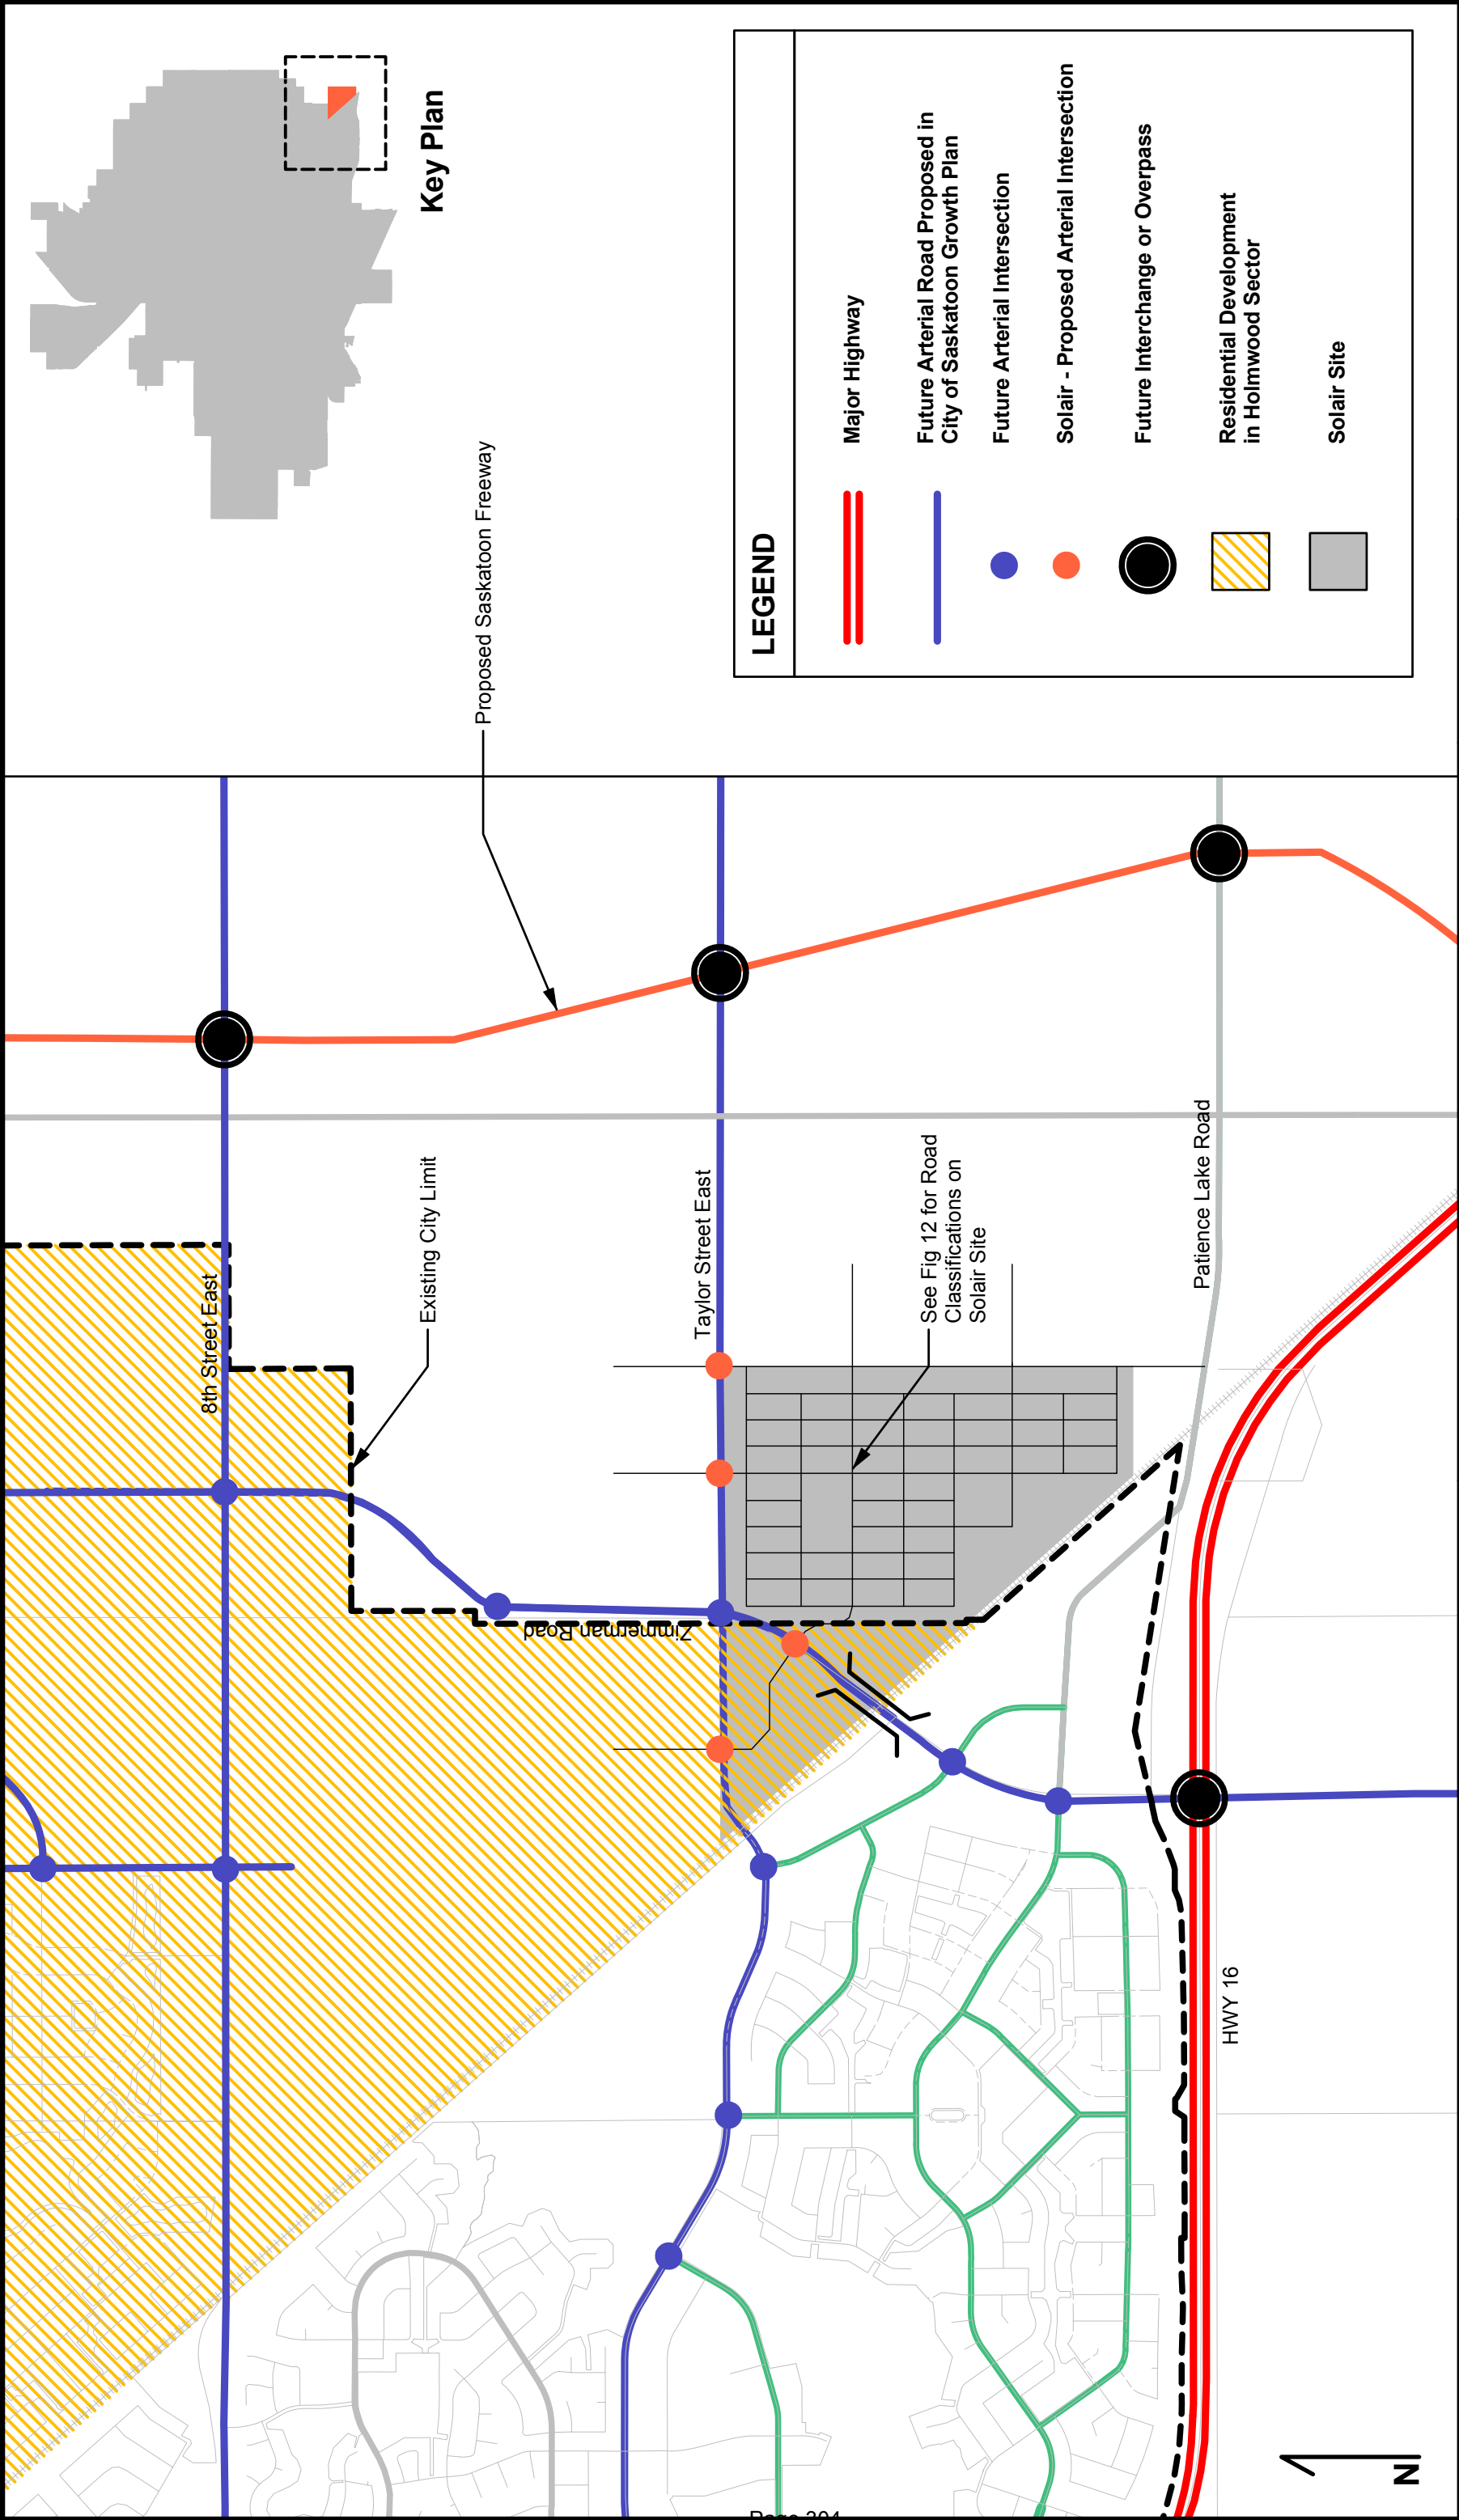 Key Plan
Proposed Saskatoon Freeway
LEGEND
Major Highway
Future Arterial Road Proposed in
City of Saskatoon Growth Plan
Future Arterial Intersection
Solair - Proposed Arterial Intersection
Future Interchange or Overpass
Residential Development
in Holmwood Sector
Solair Site
8th Street East
Existing City Limit
Taylor Street East
See Fig 12 for Road
Classifications on
Solair Site
Patience Lake Road
Zimmerman Road
HWY 16
N
Page 304